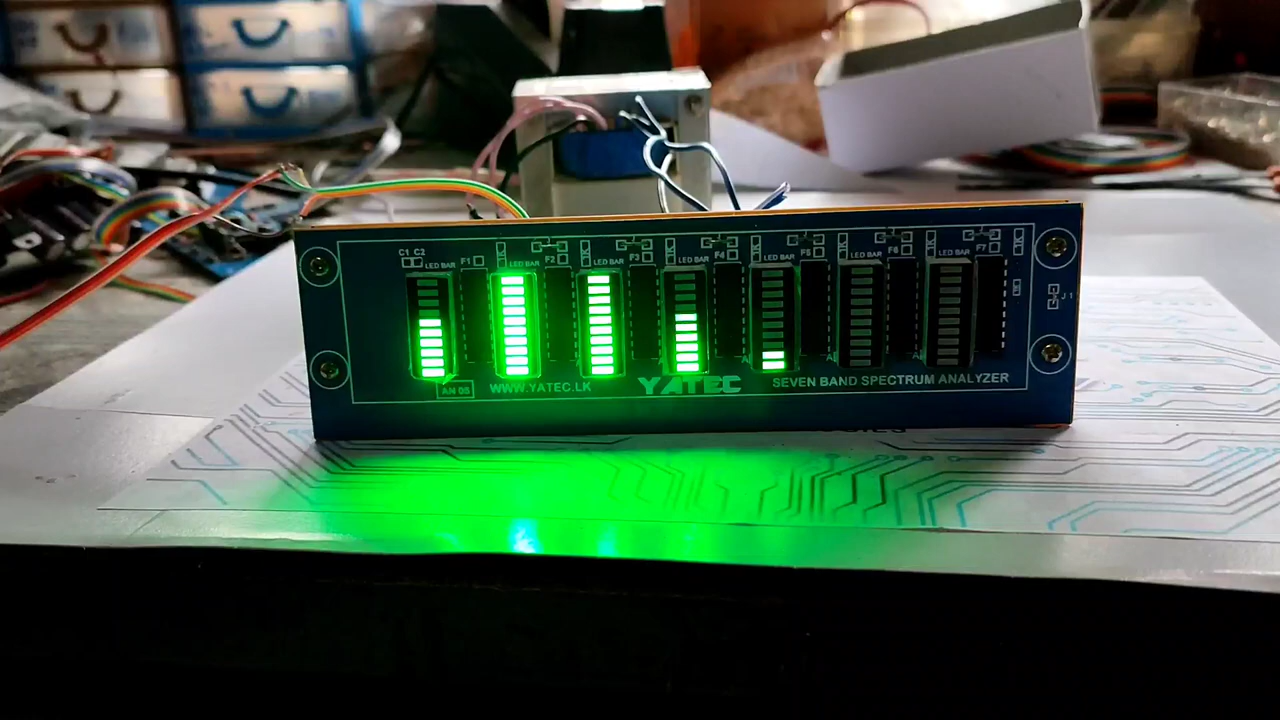 C1 C2
LED BAR F1 LED BAR F2 LED BAR F3 LED BAR F4 LED BAR F5 LED BAR F6 LED BAR F7
J1
AN 05 WWW.YATEC.LK YATEC SEVEN BAND SPECTRUM ANALYZER